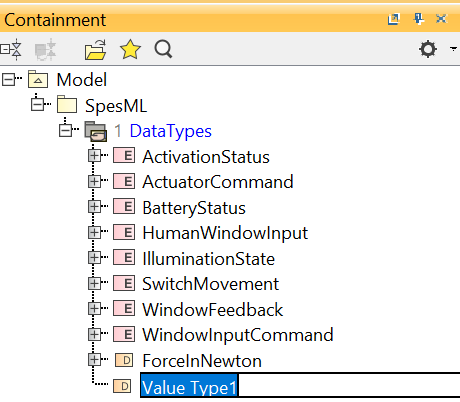 Containment
Model
SpesML
1 DataTypes
E ActivationStatus
E ActuatorCommand
E BatteryStatus
E HumanWindowInput
E IlluminationState
E SwitchMovement
E WindowFeedback
E WindowInputCommand
D ForceInNewton
D Value Type1